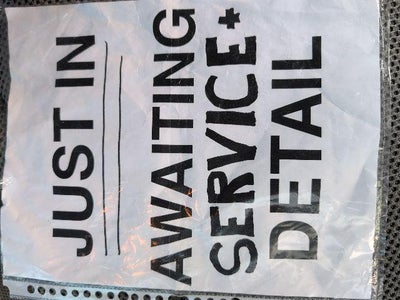 JUST IN
AWAITING
SERVICE+
DETAIL